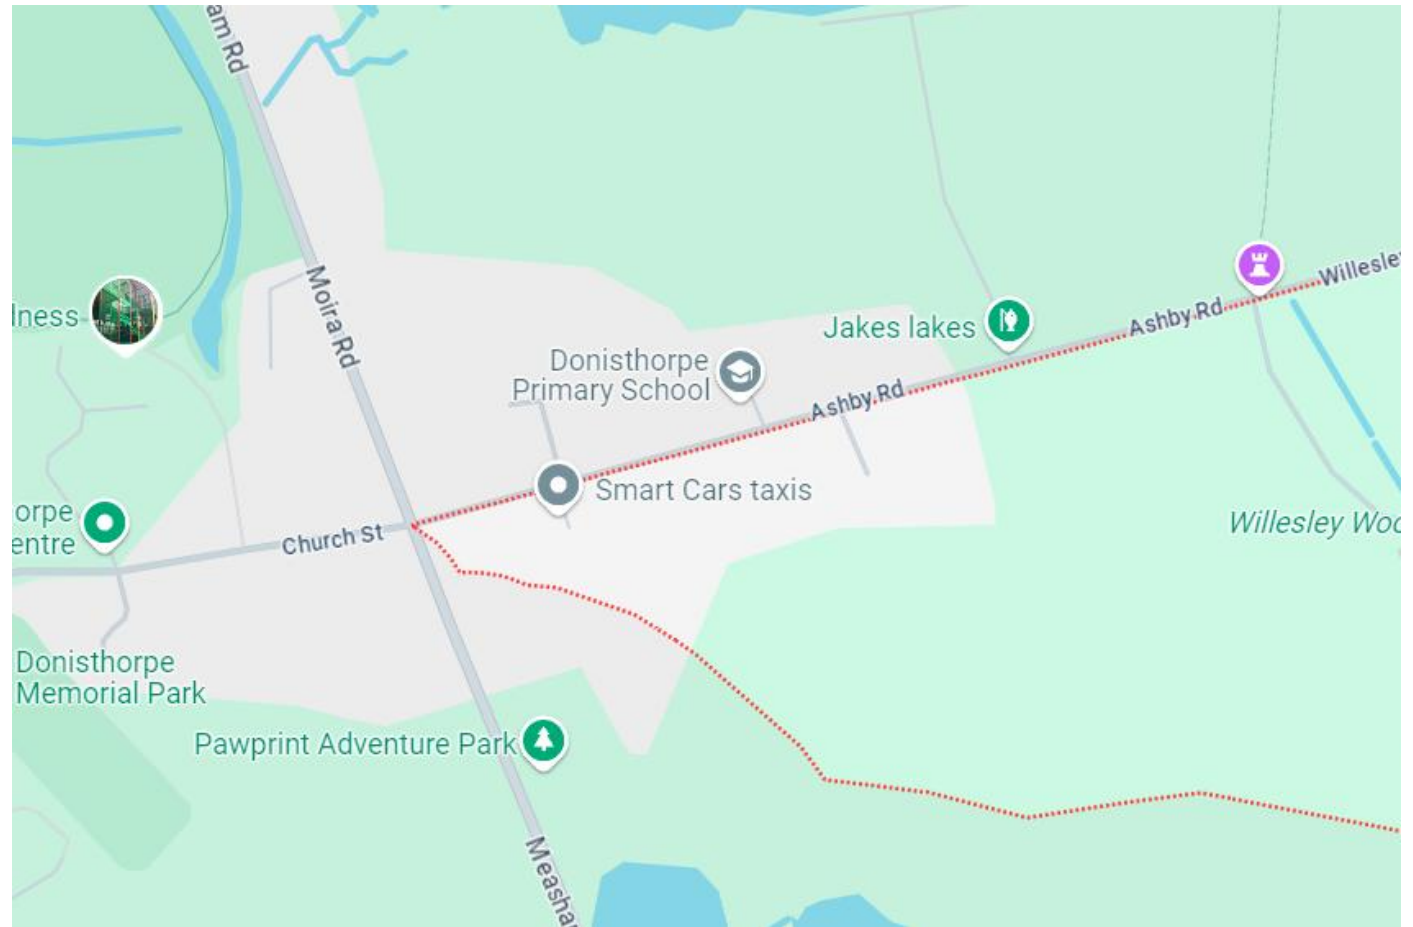 am Rd
Moira Rd
lness
Donisthorpe
Primary School
Jakes lakes
Ashby Rd
Willesle
Ashby Rd
Smart Cars taxis
orpe
entre
Church St
Willesley Woo
Donisthorpe
Memorial Park
Pawprint Adventure Park
Measha